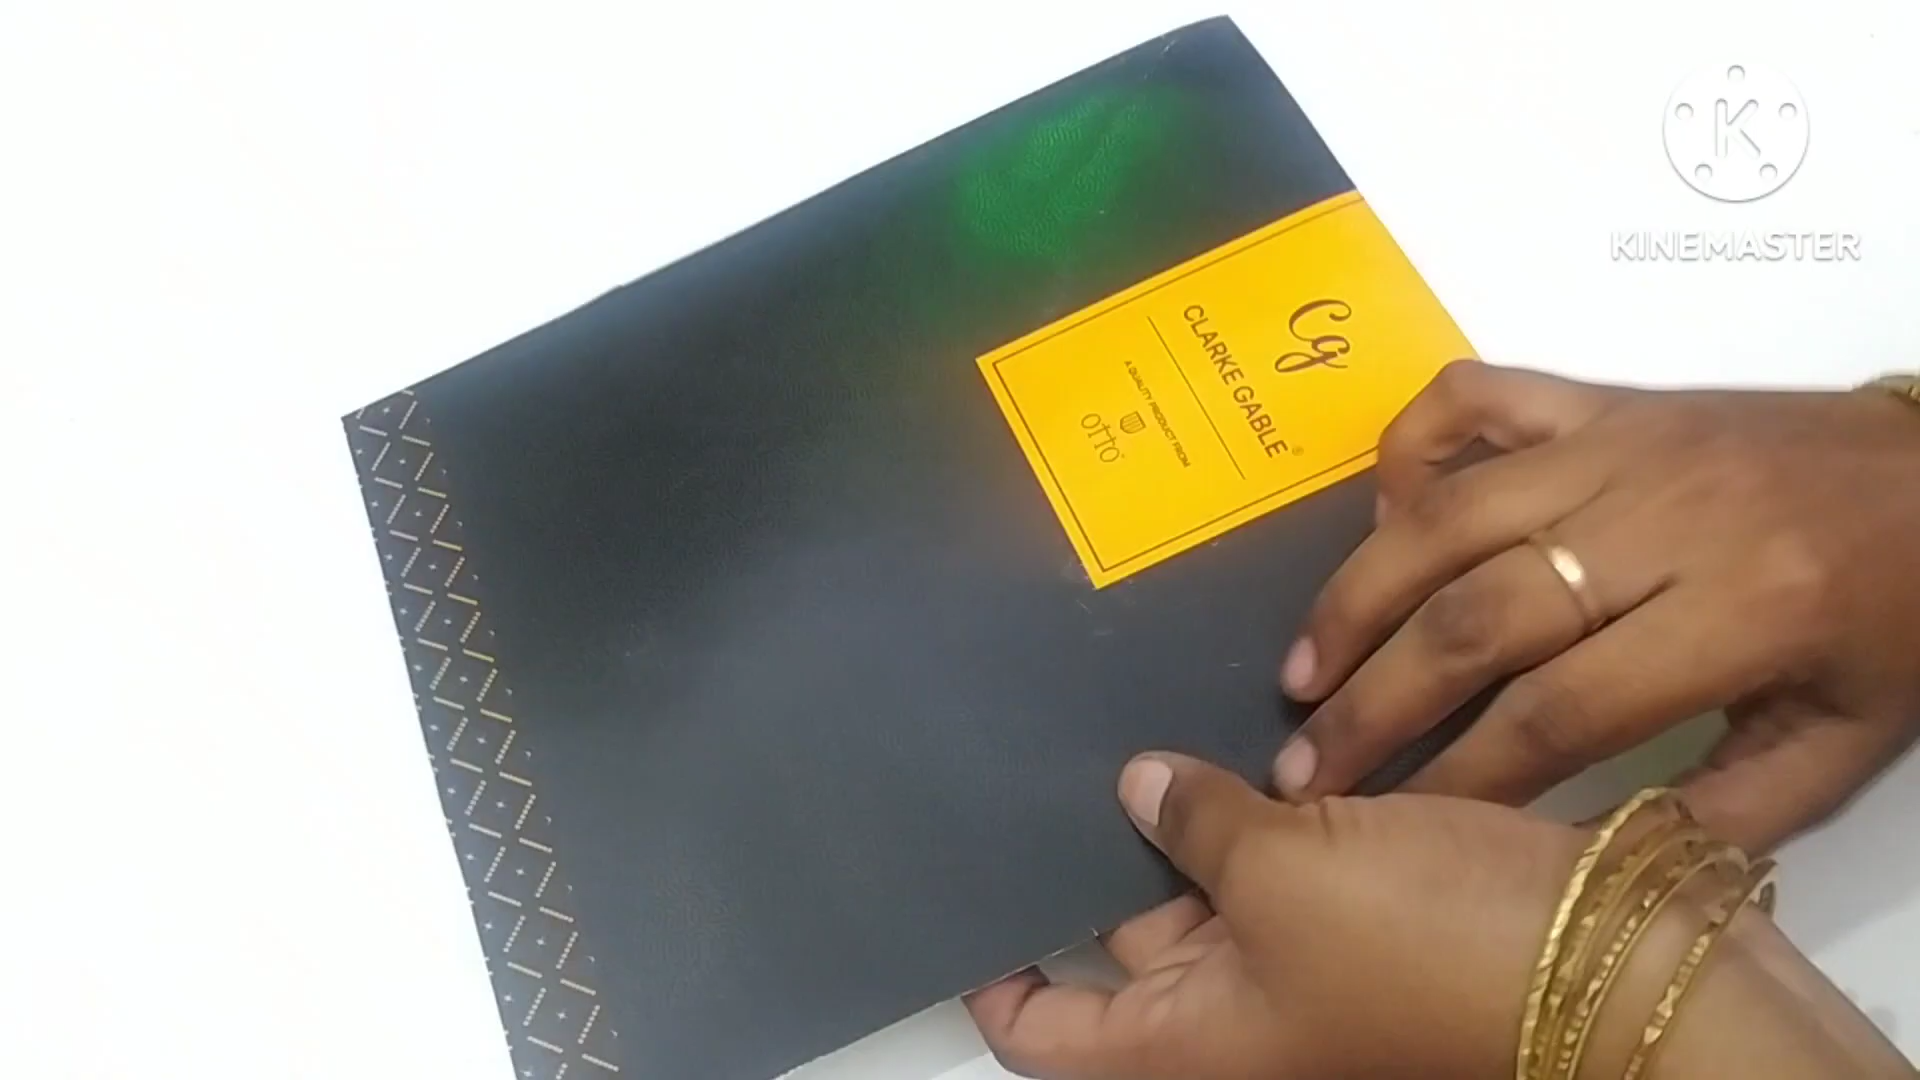 Cg
CLARKE GABLE®
A QUALITY PRODUCT FROM
OTTO
K
KINEMASTER